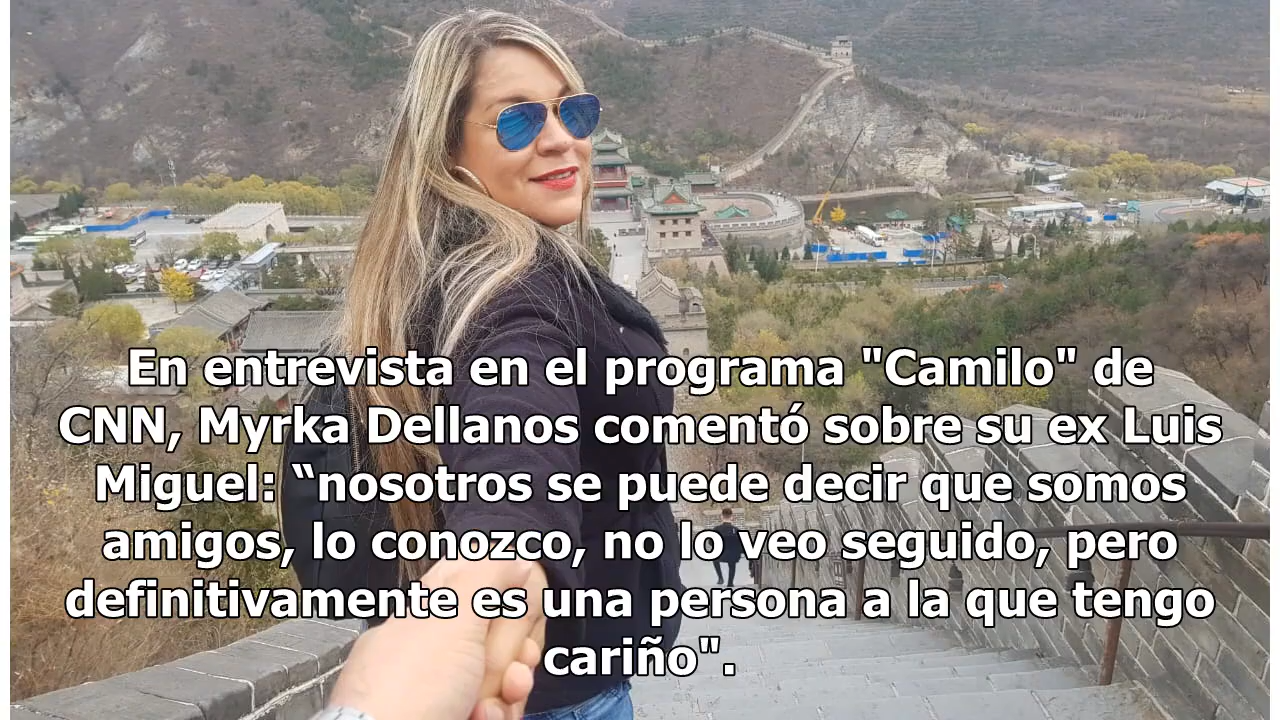 En entrevista en el programa "Camilo" de
CNN, Myrka Dellanos comentó sobre su ex Luis
Miguel: “nosotros se puede decir que somos
amigos, lo conozco, no lo veo seguido, pero
definitivamente es una persona a la que tengo
cariño".